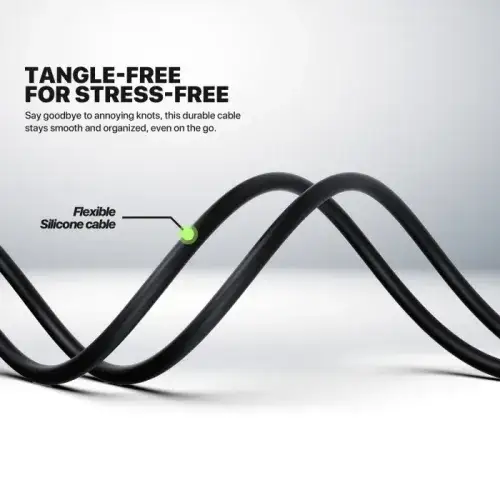 TANGLE-FREE
FOR STRESS-FREE
Say goodbye to annoying knots, this durable cable
stays smooth and organized, even on the go.
Flexible
Silicone cable